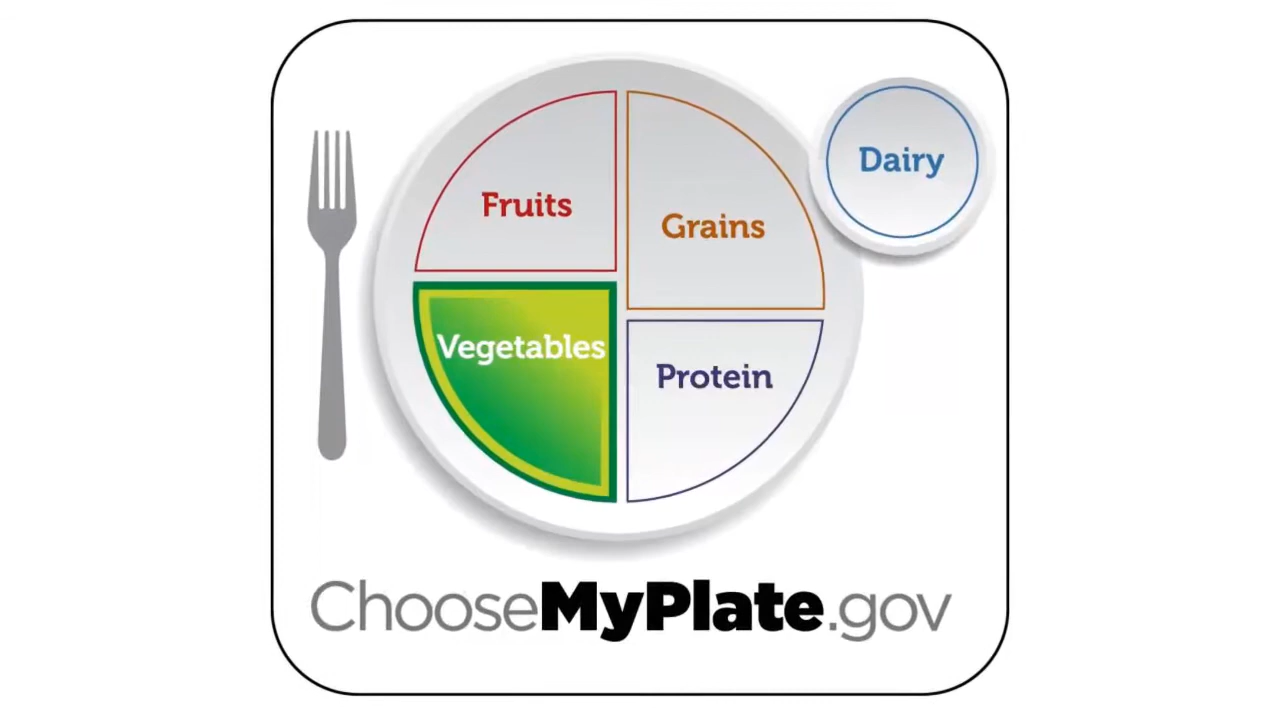 Fruits
Grains
Dairy
Vegetables
Protein
ChooseMyPlate.gov